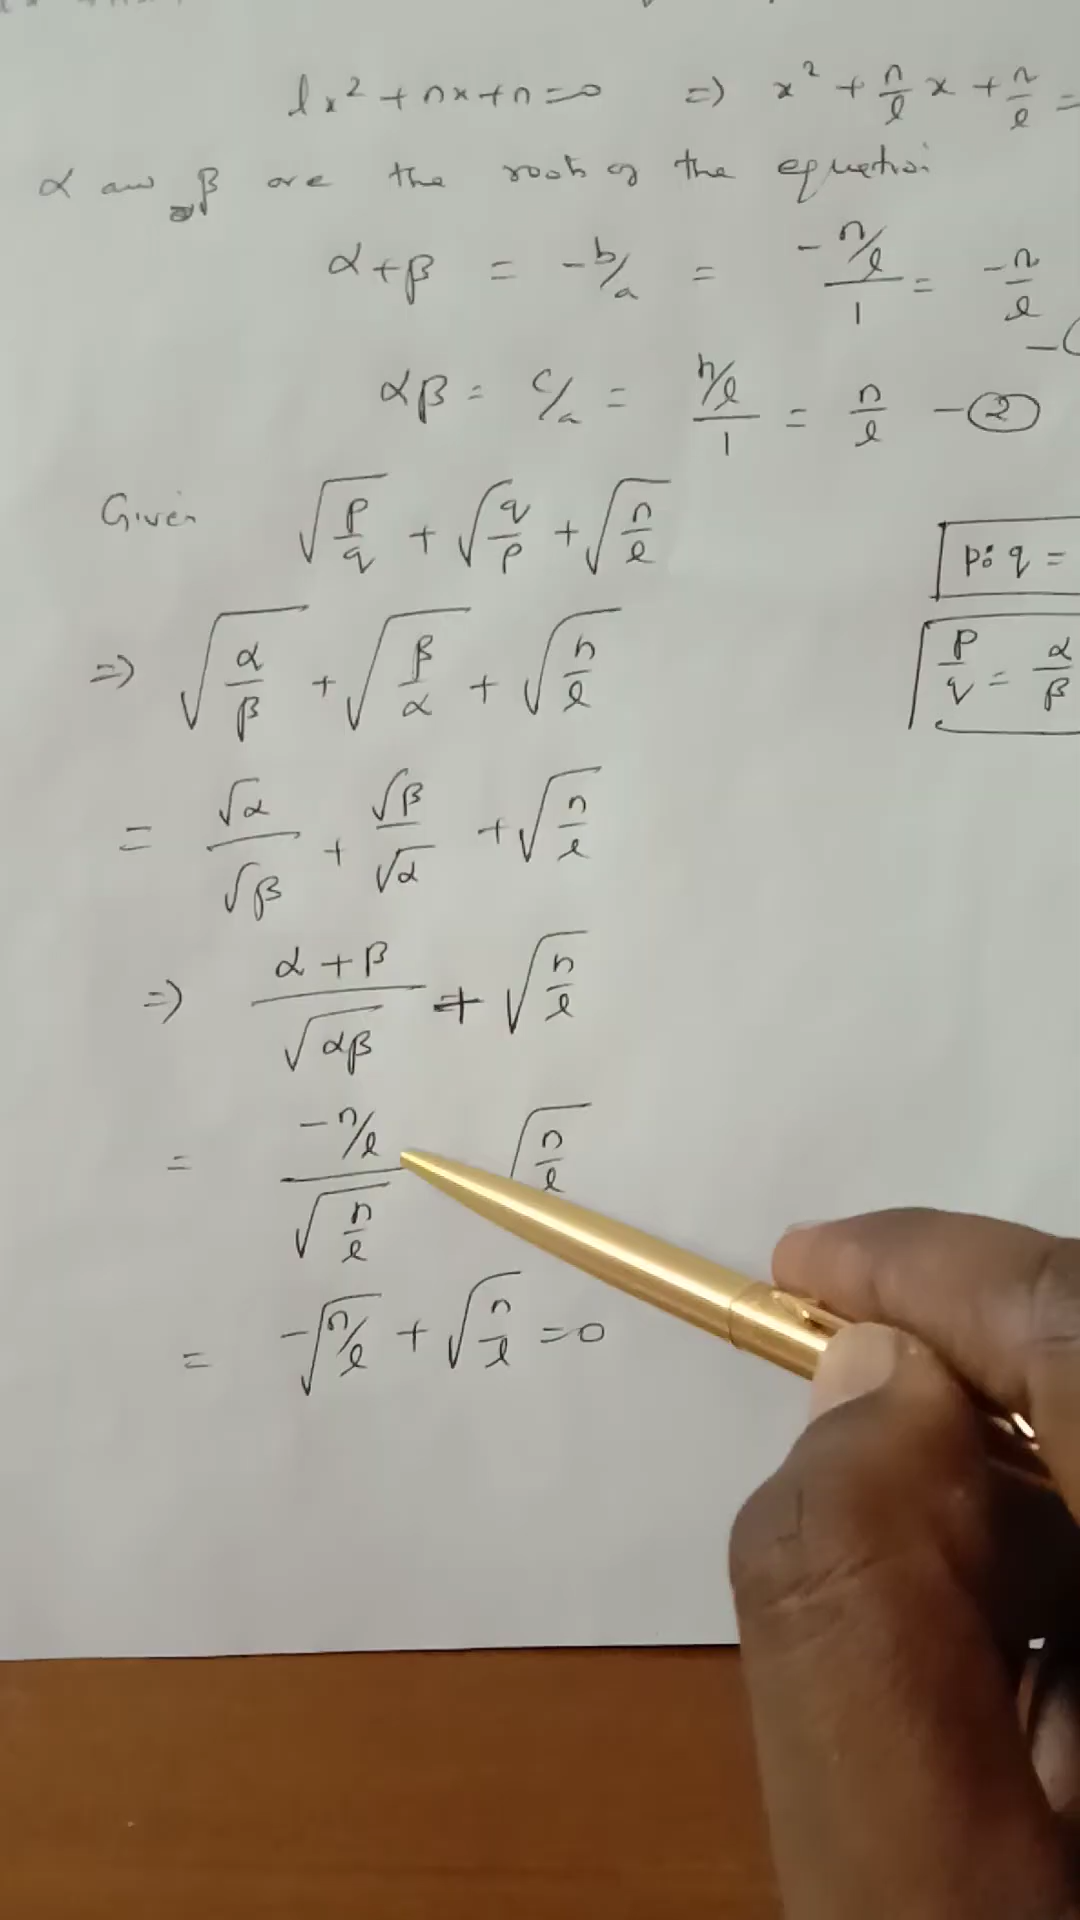 lx² + nx + n = 0 ⇒ x² + n/l x + n/l =
α and β are the roots of the equation
α+β = -b/a = (-n/l)/1 = -n/l
αβ = c/a = (n/l)/1 = n/l - ②
Given √(p/q) + √(q/p) + √(n/l)
p: q =
⇒ √(α/β) + √(β/α) + √(n/l)
p/q = α/β
= √α/√β + √β/√α + √(n/l)
⇒ (α+β)/√(αβ) + √(n/l)
= (-n/l)/√(n/l) √(n/l)
= -√(n/l) + √(n/l) = 0